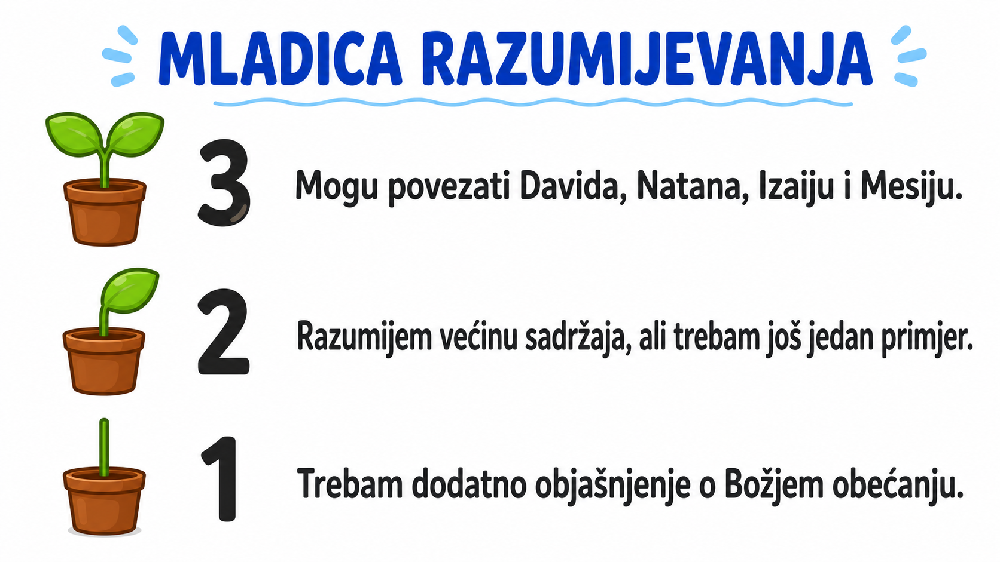 MLADICA RAZUMIJEVANJA
3 Mogu povezati Davida, Natana, Izaiju i Mesiju.
2 Razumijem većinu sadržaja, ali trebam još jedan primjer.
1 Trebam dodatno objašnjenje o Božjem obećanju.